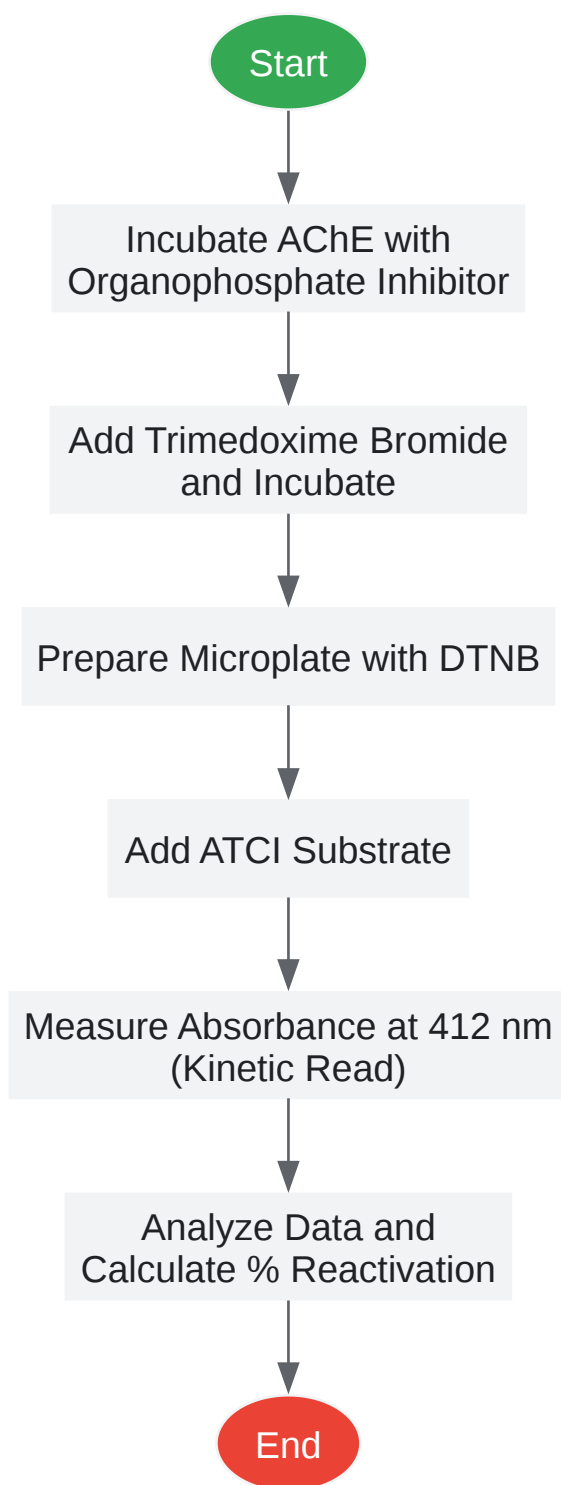 Start
Incubate AChE with
Organophosphate Inhibitor
Add Trimedoxime Bromide
and Incubate
Prepare Microplate with DTNB
Add ATCI Substrate
Measure Absorbance at 412 nm
(Kinetic Read)
Analyze Data and
Calculate % Reactivation
End